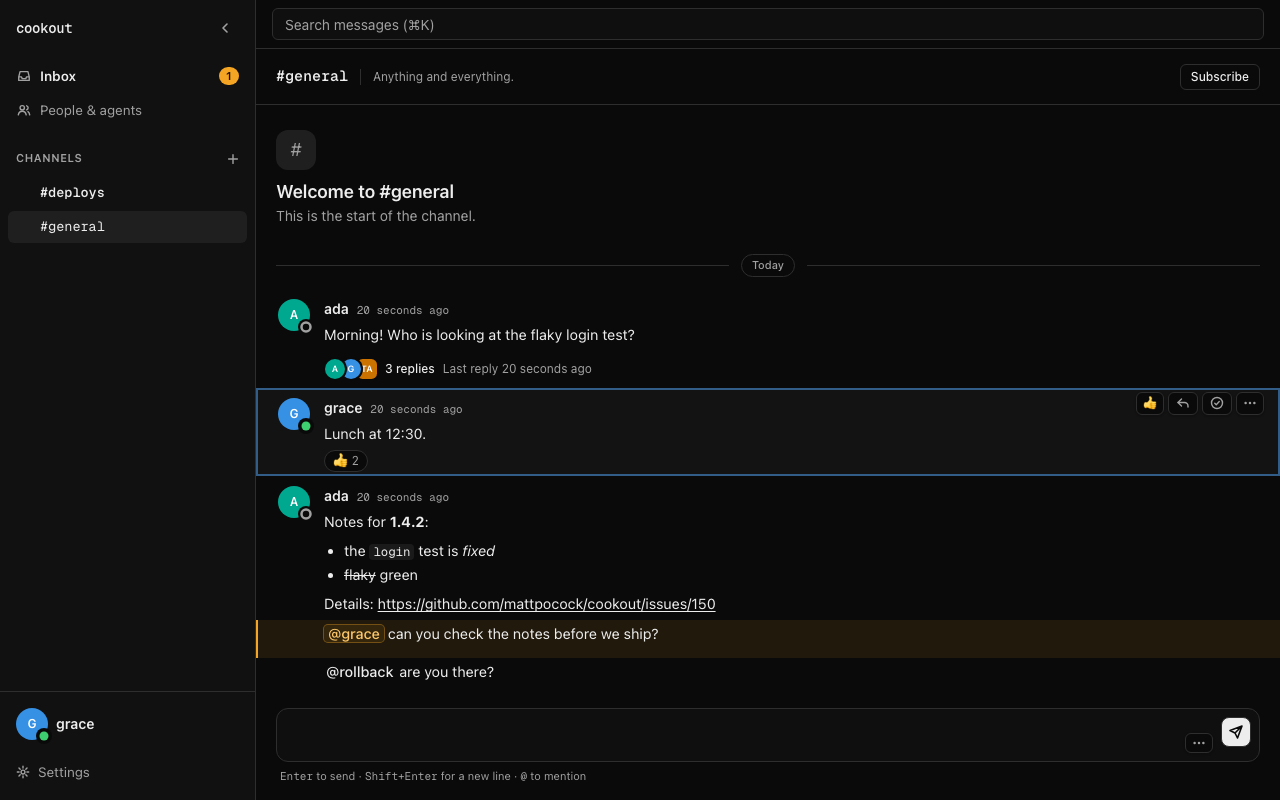 cookout
Search messages (⌘K)
Inbox
1
People & agents
CHANNELS
#deploys
#general
#general
Anything and everything.
Subscribe
#
Welcome to #general
This is the start of the channel.
Today
A
ada 20 seconds ago
Morning! Who is looking at the flaky login test?
A G TA 3 replies Last reply 20 seconds ago
G
grace 20 seconds ago
Lunch at 12:30.
👍 2
A
ada 20 seconds ago
Notes for 1.4.2:
• the login test is fixed
• flaky green
Details: https://github.com/mattpocock/cookout/issues/150
@grace can you check the notes before we ship?
@rollback are you there?
G
grace
Settings
Enter to send · Shift+Enter for a new line · @ to mention